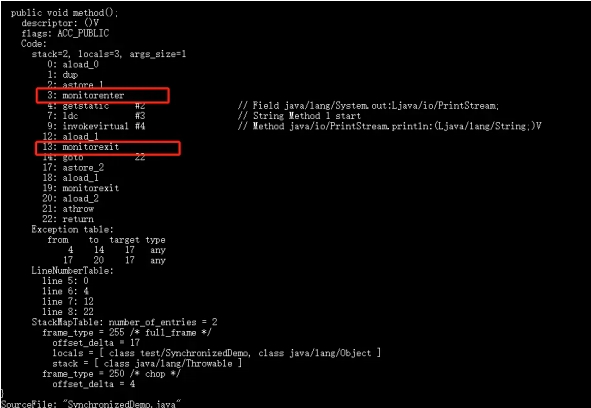 public void method();
descriptor: ()V
flags: ACC_PUBLIC
Code:
stack=2, locals=3, args_size=1
0: aload_0
1: dup
2: astore_1
3: monitorenter
4: getstatic #2 // Field java/lang/System.out:Ljava/io/PrintStream;
7: ldc #3 // String Method 1 start
9: invokevirtual #4 // Method java/io/PrintStream.println:(Ljava/lang/String;)V
12: aload_1
13: monitorexit
14: goto 22
17: astore_2
18: aload_1
19: monitorexit
20: aload_2
21: athrow
22: return
Exception table:
from to target type
4 14 17 any
17 20 17 any
LineNumberTable:
line 5: 0
line 6: 4
line 7: 12
line 8: 22
StackMapTable: number_of_entries = 2
frame_type = 255 /* full_frame */
offset_delta = 17
locals = [ class test/SynchronizedDemo, class java/lang/Object ]
stack = [ class java/lang/Throwable ]
frame_type = 250 /* chop */
offset_delta = 4
}
SourceFile: "SynchronizedDemo.java"